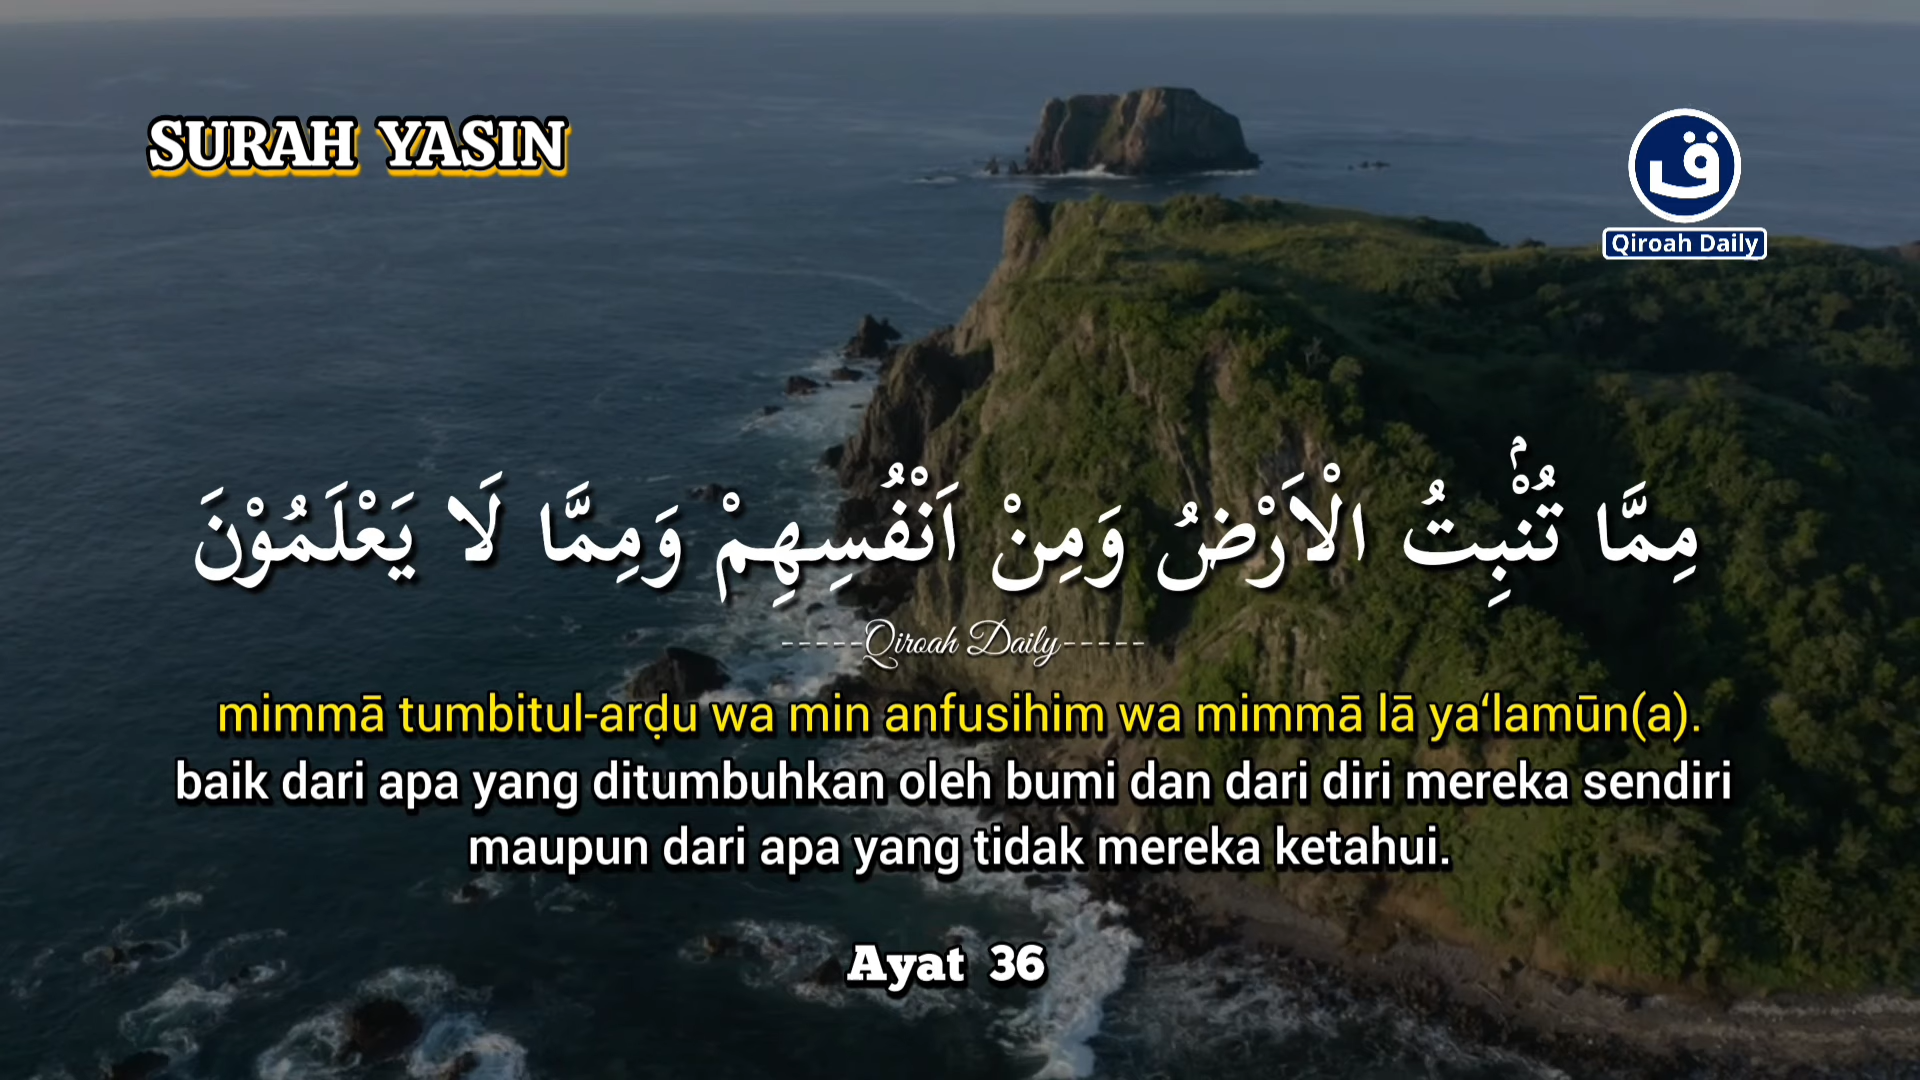 SURAH YASIN
ق
Qiroah Daily
مِمَّا تُنْۢبِتُ الْاَرْضُ وَمِنْ اَنْفُسِهِمْ وَمِمَّا لَا يَعْلَمُوْنَ
-----Qiroah Daily-----
mimmā tumbitul-arḍu wa min anfusihim wa mimmā lā ya‘lamūn(a).
baik dari apa yang ditumbuhkan oleh bumi dan dari diri mereka sendiri
maupun dari apa yang tidak mereka ketahui.
Ayat 36